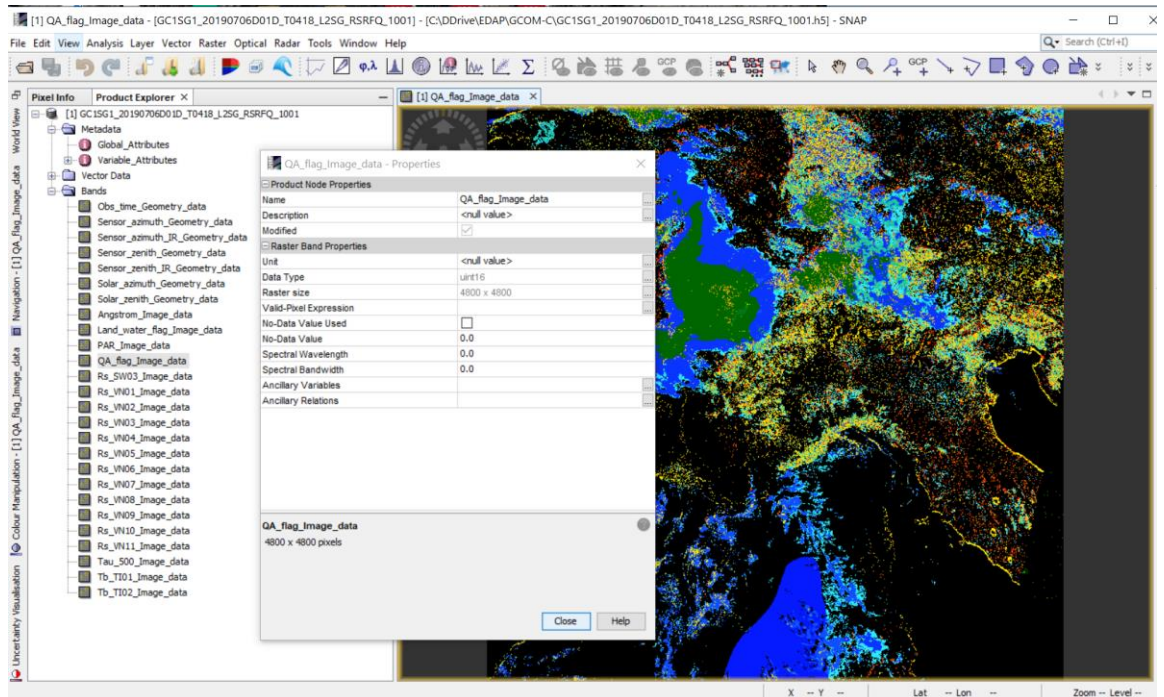 [1] QA_flag_Image_data - [GC1SG1_20190706D01D_T0418_L2SG_RSRFQ_1001] - [C:\DDrive\EDAP\GCOM-C\GC1SG1_20190706D01D_T0418_L2SG_RSRFQ_1001.h5] - SNAP
File Edit View Analysis Layer Vector Raster Optical Radar Tools Window Help
Search (Ctrl+I)
φ,λ Σ GCP GCP
Pixel Info Product Explorer ×
[1] QA_flag_Image_data ×
World View
Navigation - [1] QA_flag_Image_data
Colour Manipulation - [1] QA_flag_Image_data
Uncertainty Visualisation
[1] GC1SG1_20190706D01D_T0418_L2SG_RSRFQ_1001
Metadata
Global_Attributes
Variable_Attributes
Vector Data
Bands
Obs_time_Geometry_data
Sensor_azimuth_Geometry_data
Sensor_azimuth_IR_Geometry_data
Sensor_zenith_Geometry_data
Sensor_zenith_IR_Geometry_data
Solar_azimuth_Geometry_data
Solar_zenith_Geometry_data
Angstrom_Image_data
Land_water_flag_Image_data
PAR_Image_data
QA_flag_Image_data
Rs_SW03_Image_data
Rs_VN01_Image_data
Rs_VN02_Image_data
Rs_VN03_Image_data
Rs_VN04_Image_data
Rs_VN05_Image_data
Rs_VN06_Image_data
Rs_VN07_Image_data
Rs_VN08_Image_data
Rs_VN09_Image_data
Rs_VN10_Image_data
Rs_VN11_Image_data
Tau_500_Image_data
Tb_TI01_Image_data
Tb_TI02_Image_data
QA_flag_Image_data - Properties
Product Node Properties
Name QA_flag_Image_data
Description <null value>
Modified
Raster Band Properties
Unit <null value>
Data Type uint16
Raster size 4800 x 4800
Valid-Pixel Expression
No-Data Value Used
No-Data Value 0.0
Spectral Wavelength 0.0
Spectral Bandwidth 0.0
Ancillary Variables
Ancillary Relations
QA_flag_Image_data
4800 x 4800 pixels
Close Help
X -- Y -- Lat -- Lon -- Zoom -- Level --